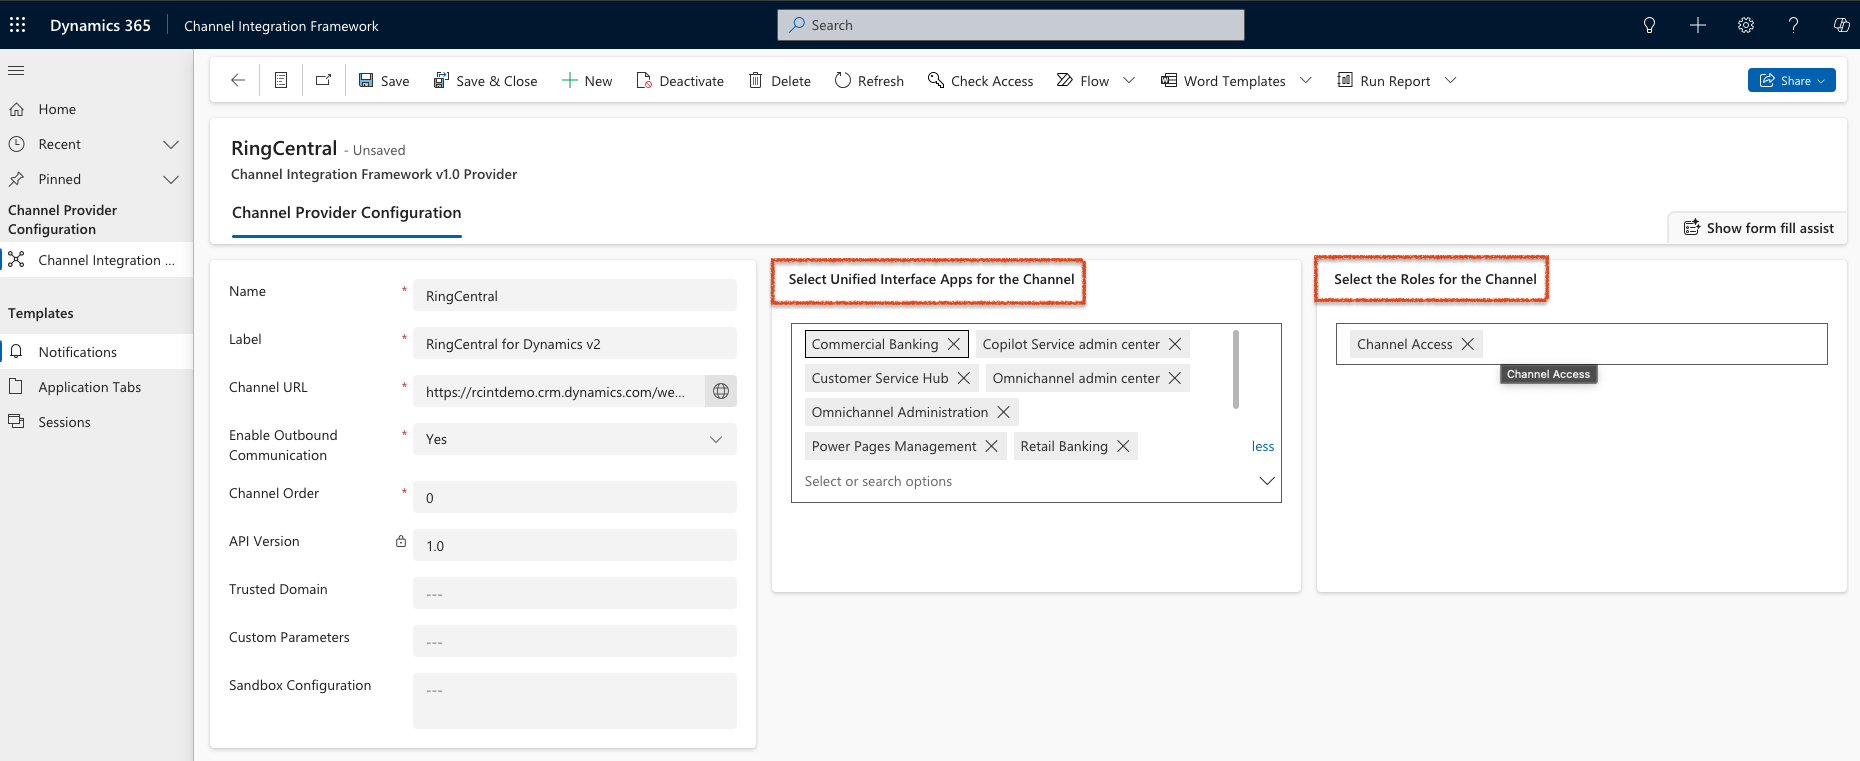 Dynamics 365
Channel Integration Framework
Search
Home
Recent
Pinned
Channel Provider
Configuration
Channel Integration ...
Templates
Notifications
Application Tabs
Sessions
Save
Save & Close
New
Deactivate
Delete
Refresh
Check Access
Flow
Word Templates
Run Report
Share
RingCentral - Unsaved
Channel Integration Framework v1.0 Provider
Channel Provider Configuration
Show form fill assist
Name * RingCentral
Label * RingCentral for Dynamics v2
Channel URL * https://rcintdemo.crm.dynamics.com/we...
Enable Outbound
Communication * Yes
Channel Order * 0
API Version 1.0
Trusted Domain ---
Custom Parameters ---
Sandbox Configuration ---
Select Unified Interface Apps for the Channel
Commercial Banking
Copilot Service admin center
Customer Service Hub
Omnichannel admin center
Omnichannel Administration
Power Pages Management
Retail Banking
less
Select or search options
Select the Roles for the Channel
Channel Access
Channel Access